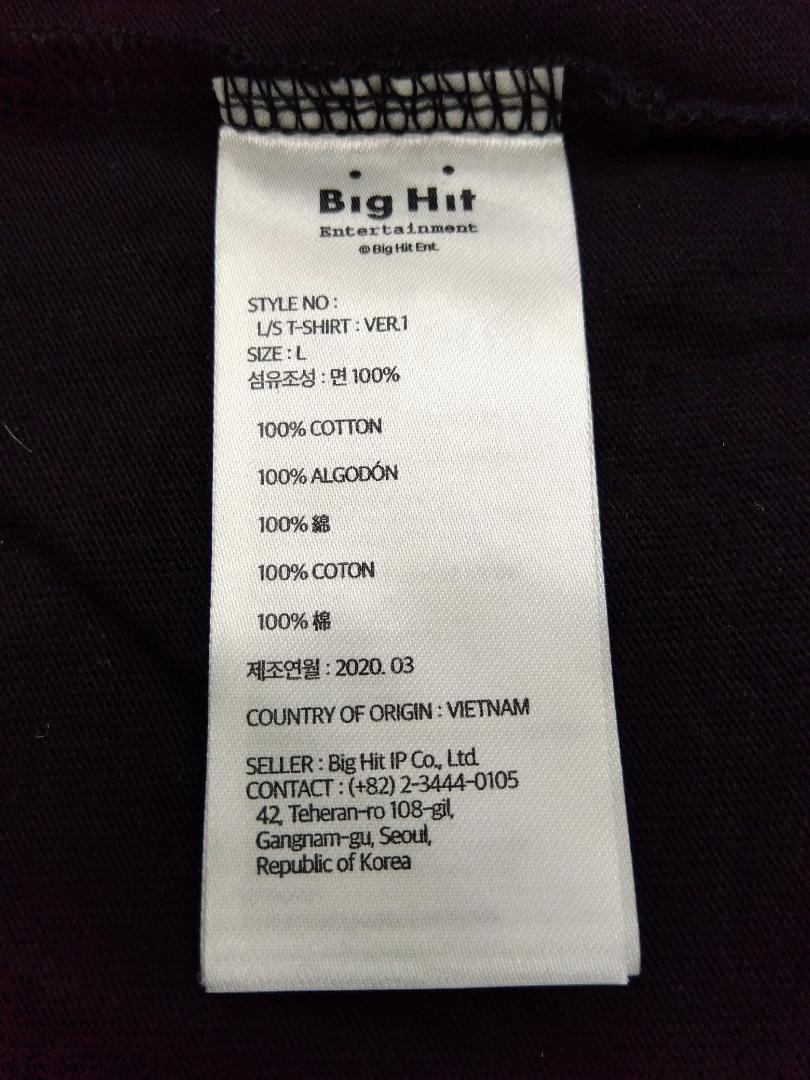 Big Hit
Entertainment
© Big Hit Ent.
STYLE NO :
L/S T-SHIRT : VER.1
SIZE : L
섬유조성 : 면 100%
100% COTTON
100% ALGODÓN
100% 綿
100% COTON
100% 棉
제조연월 : 2020. 03
COUNTRY OF ORIGIN : VIETNAM
SELLER : Big Hit IP Co., Ltd.
CONTACT : (+82) 2-3444-0105
42, Teheran-ro 108-gil,
Gangnam-gu, Seoul,
Republic of Korea